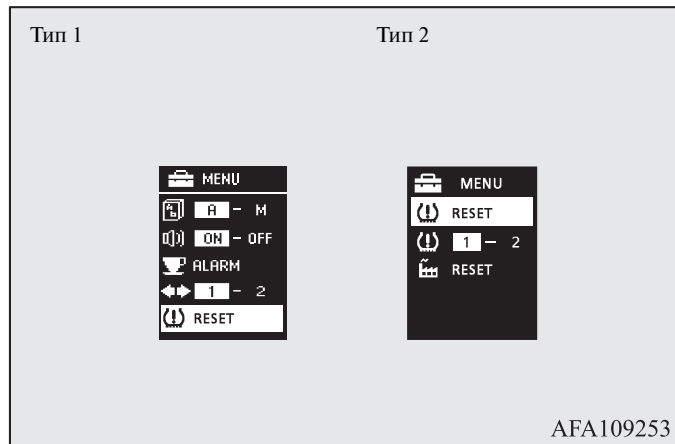 Тип 1
Тип 2
MENU
A - M
ON - OFF
ALARM
1 - 2
RESET
MENU
RESET
1 - 2
RESET
AFA109253